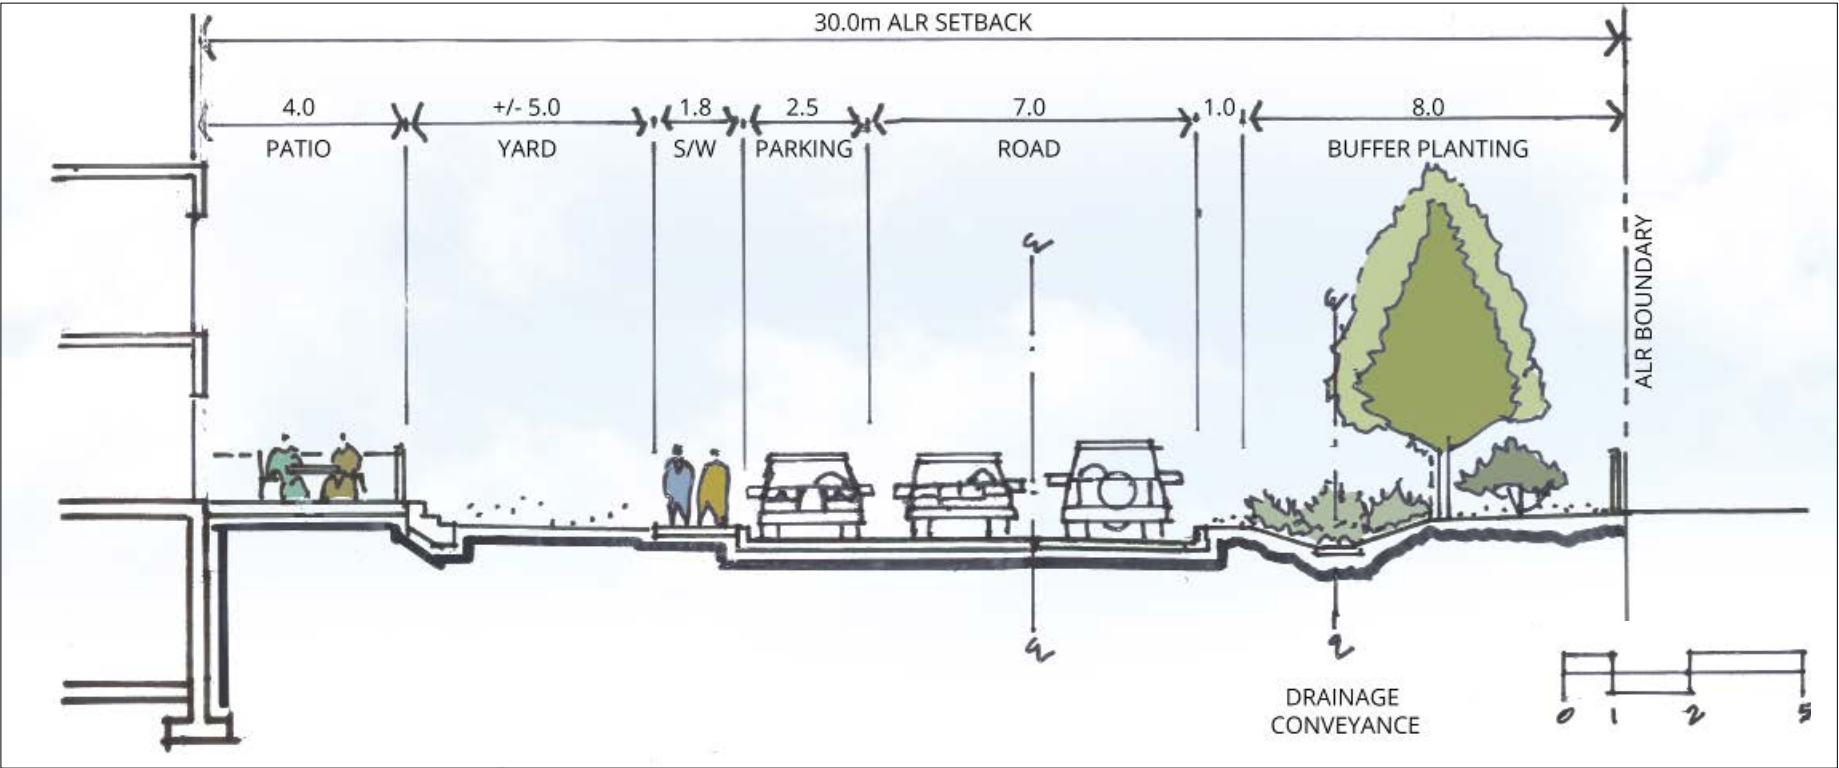 30.0m ALR SETBACK
4.0
+/- 5.0
1.8
2.5
7.0
1.0
8.0
PATIO
YARD
S/W
PARKING
ROAD
BUFFER PLANTING
ALR BOUNDARY
DRAINAGE
CONVEYANCE
0 1 2 5